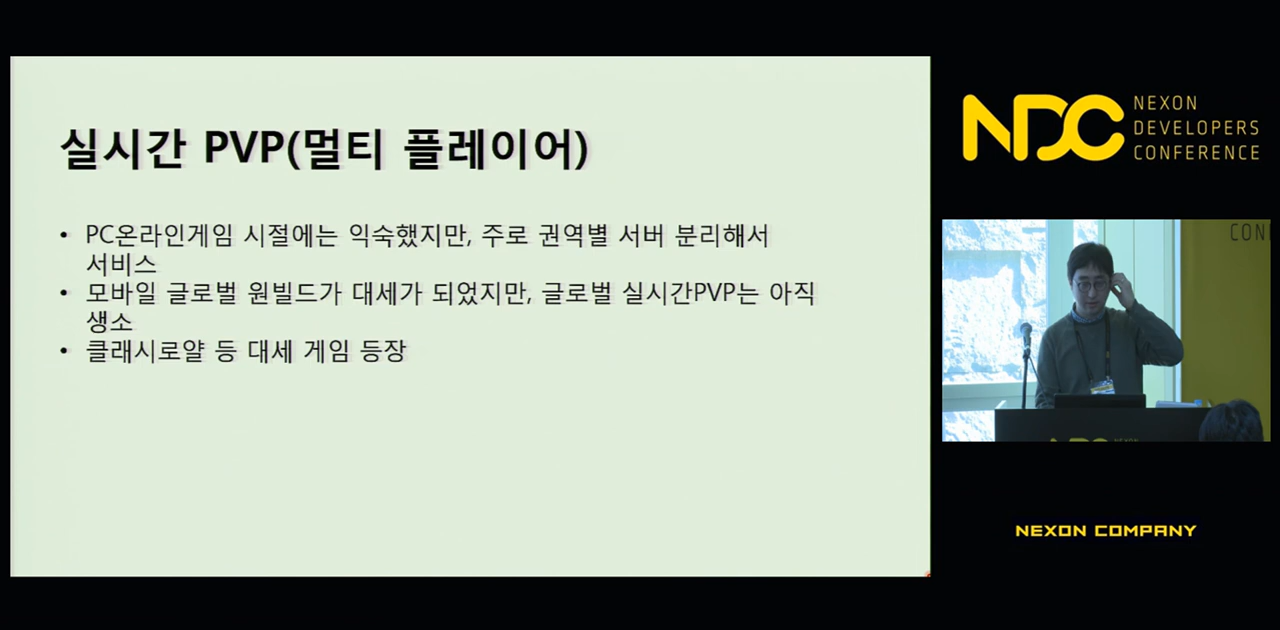 실시간 PVP(멀티 플레이어)
• PC온라인게임 시절에는 익숙했지만, 주로 권역별 서버 분리해서
서비스
• 모바일 글로벌 원빌드가 대세가 되었지만, 글로벌 실시간PVP는 아직
생소
• 클래시로얄 등 대세 게임 등장
NDC
NEXON
DEVELOPERS
CONFERENCE
CON
NDC NEXON
NEXON COMPANY